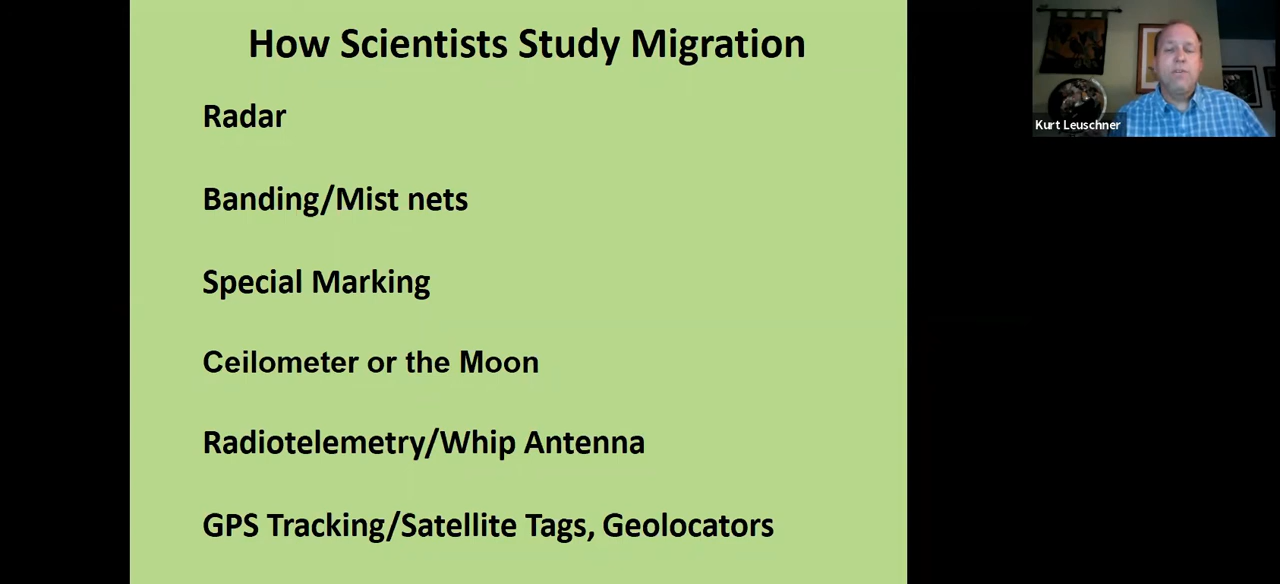 How Scientists Study Migration
Radar
Banding/Mist nets
Special Marking
Ceilometer or the Moon
Radiotelemetry/Whip Antenna
GPS Tracking/Satellite Tags, Geolocators
Kurt Leuschner